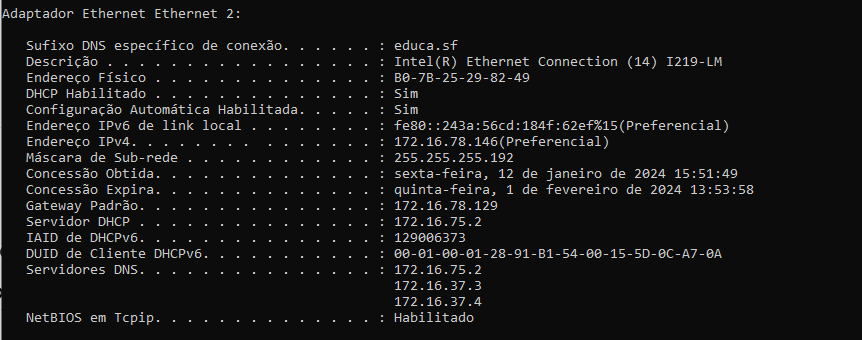 Adaptador Ethernet Ethernet 2:
Sufixo DNS específico de conexão. . . . . . : educa.sf
Descrição . . . . . . . . . . . . . . . . . : Intel(R) Ethernet Connection (14) I219-LM
Endereço Físico . . . . . . . . . . . . . . : B0-7B-25-29-82-49
DHCP Habilitado . . . . . . . . . . . . . . : Sim
Configuração Automática Habilitada. . . . . : Sim
Endereço IPv6 de link local . . . . . . . . : fe80::243a:56cd:184f:62ef%15(Preferencial)
Endereço IPv4. . . . . . . . . . . . . . . : 172.16.78.146(Preferencial)
Máscara de Sub-rede . . . . . . . . . . . . : 255.255.255.192
Concessão Obtida. . . . . . . . . . . . . . : sexta-feira, 12 de janeiro de 2024 15:51:49
Concessão Expira. . . . . . . . . . . . . . : quinta-feira, 1 de fevereiro de 2024 13:53:58
Gateway Padrão. . . . . . . . . . . . . . . : 172.16.78.129
Servidor DHCP . . . . . . . . . . . . . . . : 172.16.75.2
IAID de DHCPv6. . . . . . . . . . . . . . . : 129006373
DUID de Cliente DHCPv6. . . . . . . . . . . : 00-01-00-01-28-91-B1-54-00-15-5D-0C-A7-0A
Servidores DNS. . . . . . . . . . . . . . . : 172.16.75.2
172.16.37.3
172.16.37.4
NetBIOS em Tcpip. . . . . . . . . . . . . . : Habilitado